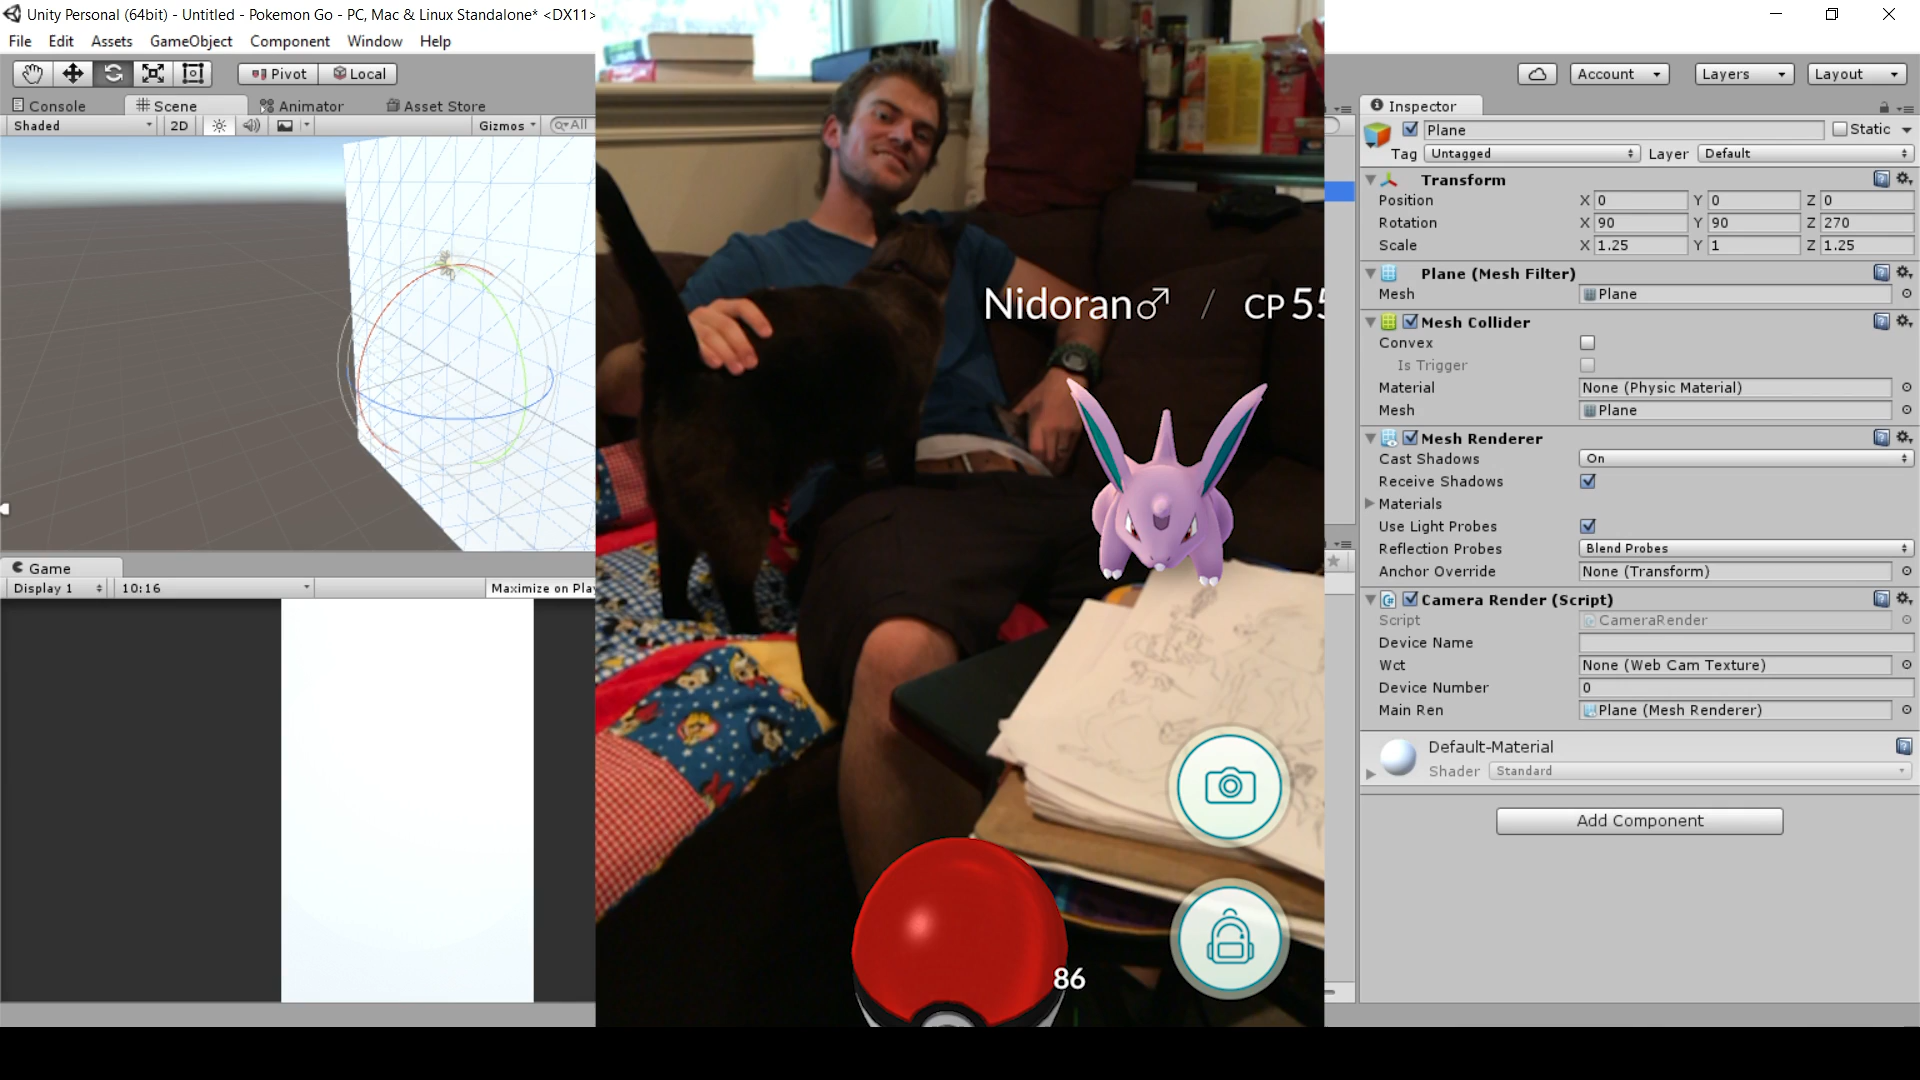 Unity Personal (64bit) - Untitled - Pokemon Go - PC, Mac & Linux Standalone* <DX11>
File Edit Assets GameObject Component Window Help
Pivot Local
Account Layers Layout
Console Scene Animator Asset Store
Shaded 2D Gizmos All
Game
Display 1 10:16 Maximize on Play
Nidoran♂ / CP 55
86
Inspector
Plane Static
Tag Untagged Layer Default
Transform
Position X 0 Y 0 Z 0
Rotation X 90 Y 90 Z 270
Scale X 1.25 Y 1 Z 1.25
Plane (Mesh Filter)
Mesh Plane
Mesh Collider
Convex
Is Trigger
Material None (Physic Material)
Mesh Plane
Mesh Renderer
Cast Shadows On
Receive Shadows
Materials
Use Light Probes
Reflection Probes Blend Probes
Anchor Override None (Transform)
Camera Render (Script)
Script CameraRender
Device Name
Wct None (Web Cam Texture)
Device Number 0
Main Ren Plane (Mesh Renderer)
Default-Material
Shader Standard
Add Component